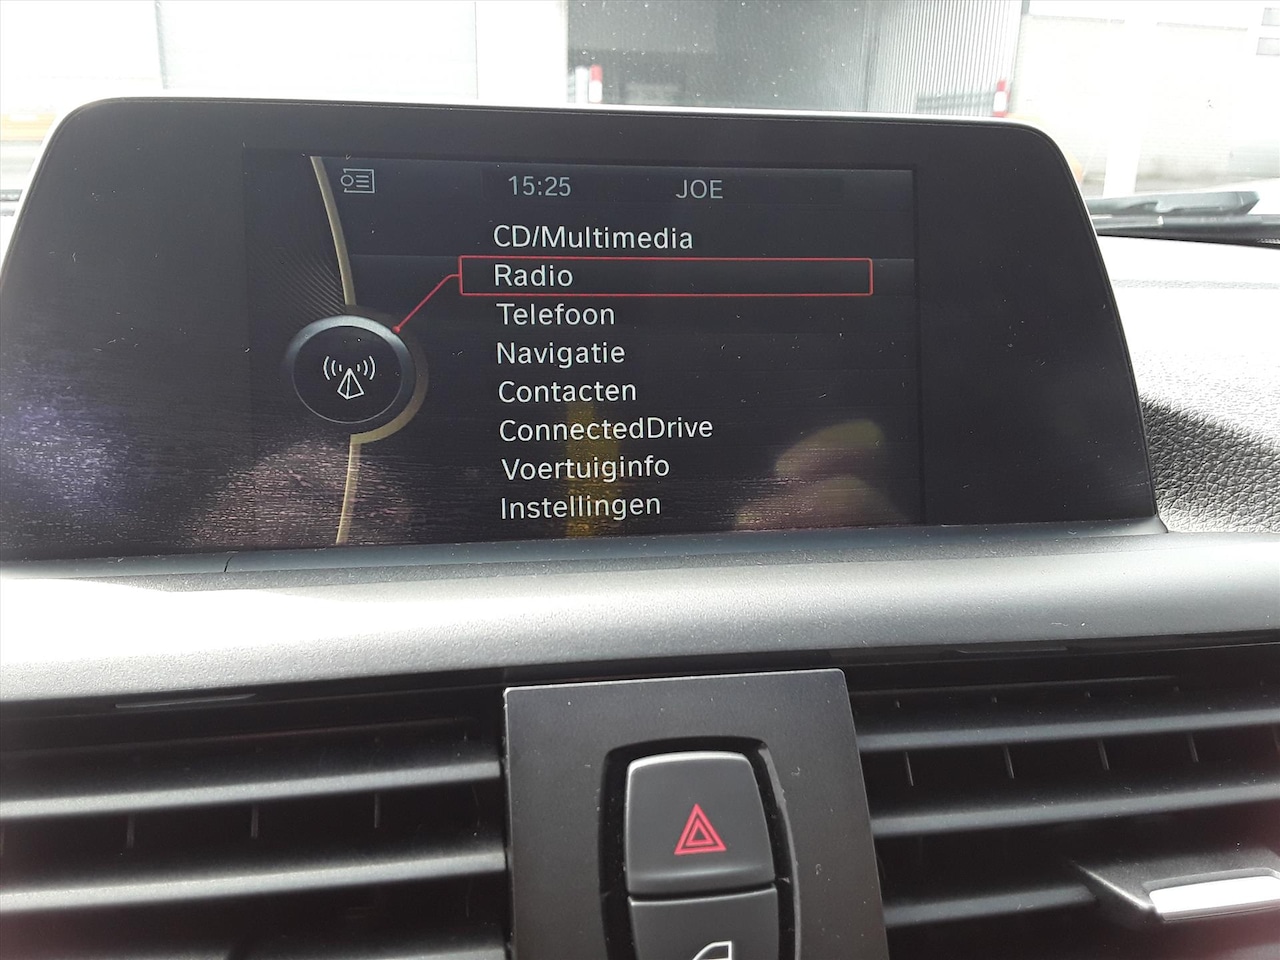 15:25 JOE
CD/Multimedia
Radio
Telefoon
Navigatie
Contacten
ConnectedDrive
Voertuiginfo
Instellingen